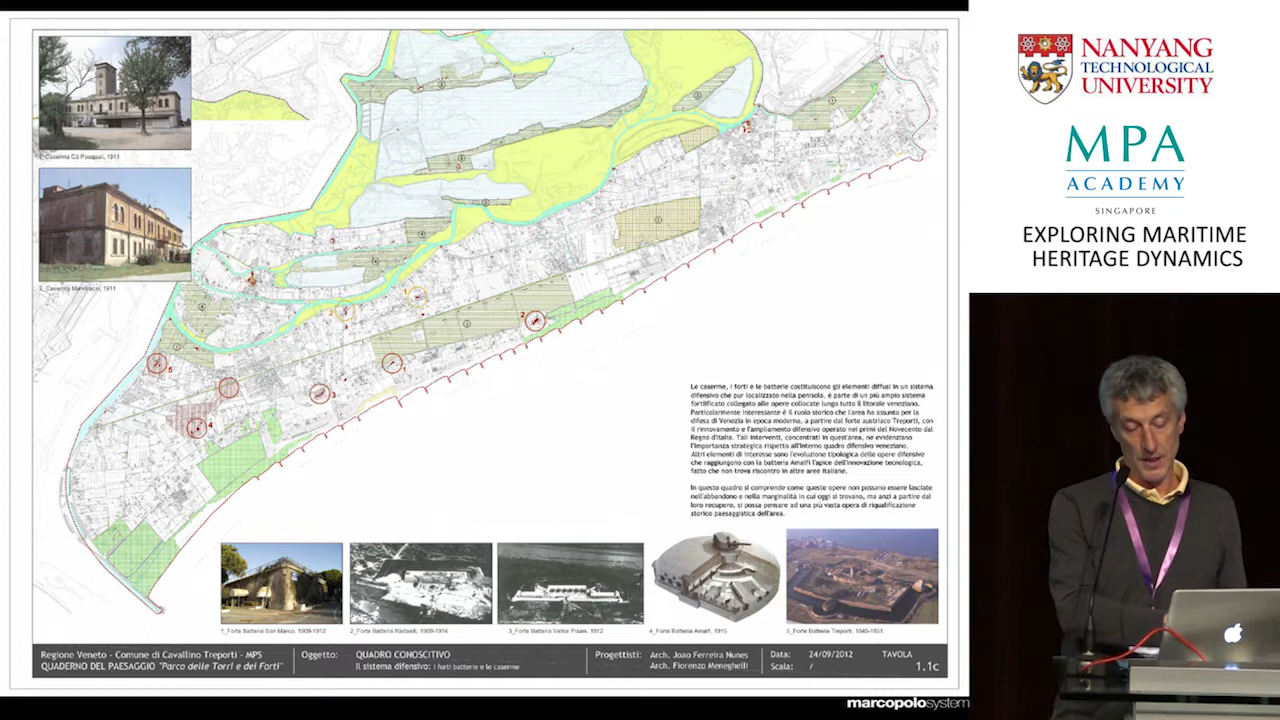 1_Caserma Cà Pasquali, 1911
2_Caserma Mandracio, 1911
Le caserme, i forti e le batterie costituiscono gli elementi diffusi in un sistema
difensivo che pur localizzato nella penisola, è parte di un più ampio sistema
fortificato collegato alle opere collocate lungo tutto il litorale veneziano.
Particolarmente interessante è il ruolo storico che l'area ha assunto per la
difesa di Venezia in epoca moderna, a partire dal forte austriaco Treporti, con
il rinnovamento e l'ampliamento difensivo operato nei primi del Novecento dal
Regno d'Italia. Tali interventi, concentrati in quest'area, ne evidenziano
l'importanza strategica rispetto all'interno quadro difensivo veneziano.
Altri elementi di interesse sono l'evoluzione tipologica delle opere difensive
che raggiungono con la batteria Amalfi l'apice dell'innovazione tecnologica,
fatto che non trova riscontro in altre aree italiane.
In questo quadro si comprende come queste opere non possano essere lasciate
nell'abbandono e nella marginalità in cui oggi si trovano, ma anzi a partire dal
loro recupero, si possa pensare ad una più vasta opera di riqualificazione
storico paesaggistica dell'area.
1_Forte Batteria San Marco, 1909-1912
2_Forte Batteria Radaelli, 1909-1914
3_Forte Batteria Vettor Pisani, 1912
4_Forte Batteria Amalfi, 1915
5_Forte Batteria Treporti, 1845-1851
Regione Veneto - Comune di Cavallino Treporti - MPS
QUADERNO DEL PAESAGGIO "Parco delle Torri e dei Forti"
Oggetto: QUADRO CONOSCITIVO
Il sistema difensivo: i forti batterie e le caserme
Progettisti: Arch. Joao Ferreira Nunes
Arch. Fiorenzo Meneghelli
Data: 24/09/2012
Scala: /
TAVOLA
1.1c
marcopolosystem
NANYANG
TECHNOLOGICAL
UNIVERSITY
MPA
ACADEMY
SINGAPORE
EXPLORING MARITIME
HERITAGE DYNAMICS